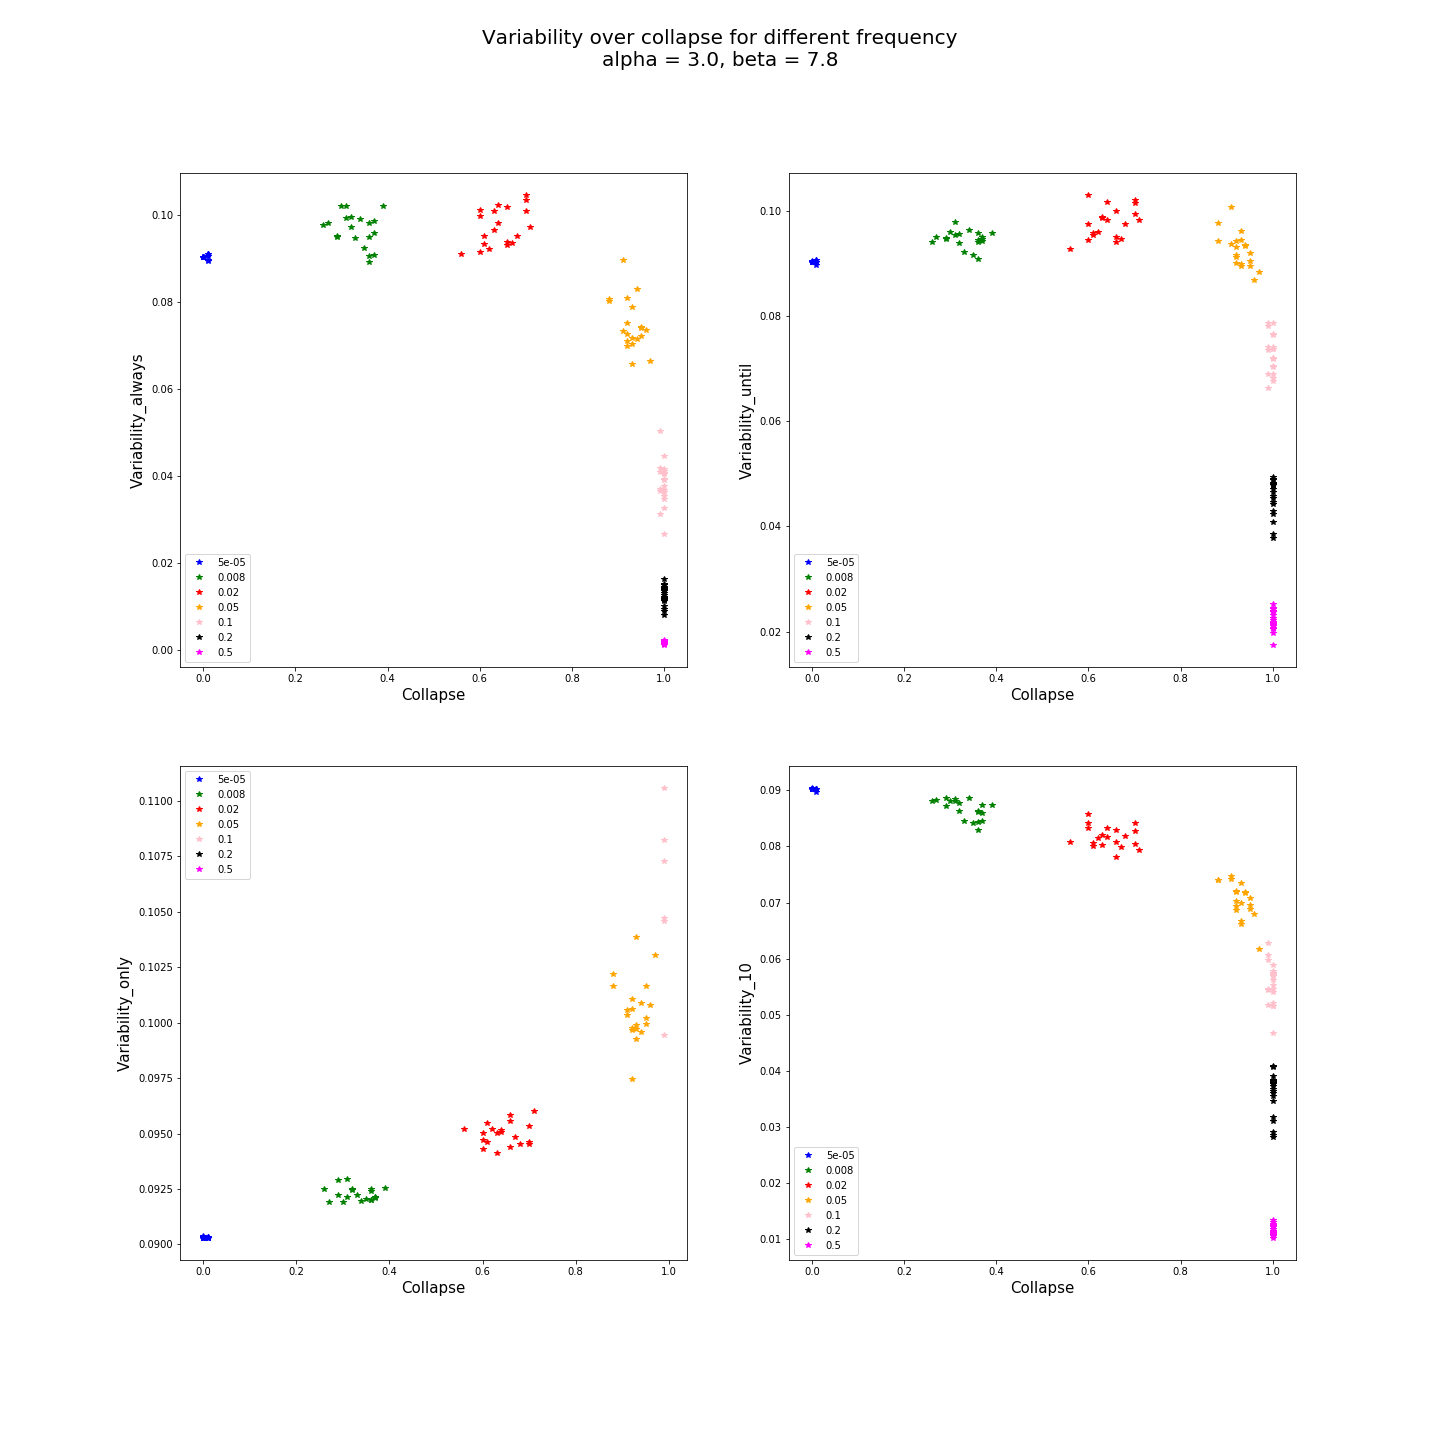 Variability over collapse for different frequency
alpha = 3.0, beta = 7.8
Variability_always
0.10
0.08
0.06
0.04
0.02
0.00
5e-05
0.008
0.02
0.05
0.1
0.2
0.5
0.0 0.2 0.4 0.6 0.8 1.0
Collapse
Variability_until
0.10
0.08
0.06
0.04
0.02
5e-05
0.008
0.02
0.05
0.1
0.2
0.5
0.0 0.2 0.4 0.6 0.8 1.0
Collapse
Variability_only
0.1100
0.1075
0.1050
0.1025
0.1000
0.0975
0.0950
0.0925
0.0900
5e-05
0.008
0.02
0.05
0.1
0.2
0.5
0.0 0.2 0.4 0.6 0.8 1.0
Collapse
Variability_10
0.09
0.08
0.07
0.06
0.05
0.04
0.03
0.02
0.01
5e-05
0.008
0.02
0.05
0.1
0.2
0.5
0.0 0.2 0.4 0.6 0.8 1.0
Collapse